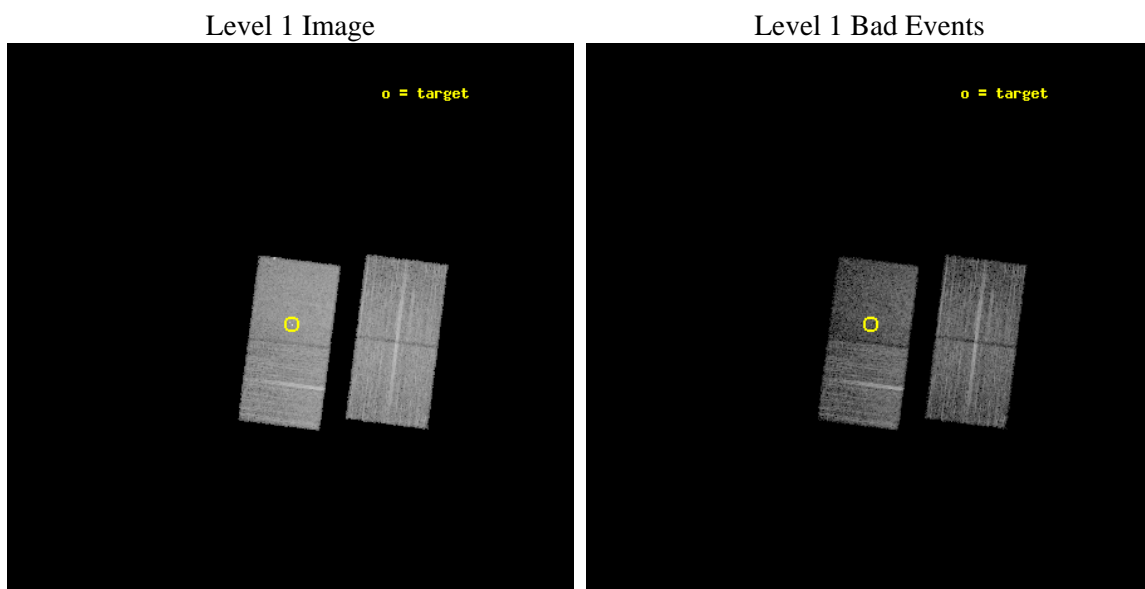 Level 1 Image
Level 1 Bad Events
o = target
o = target